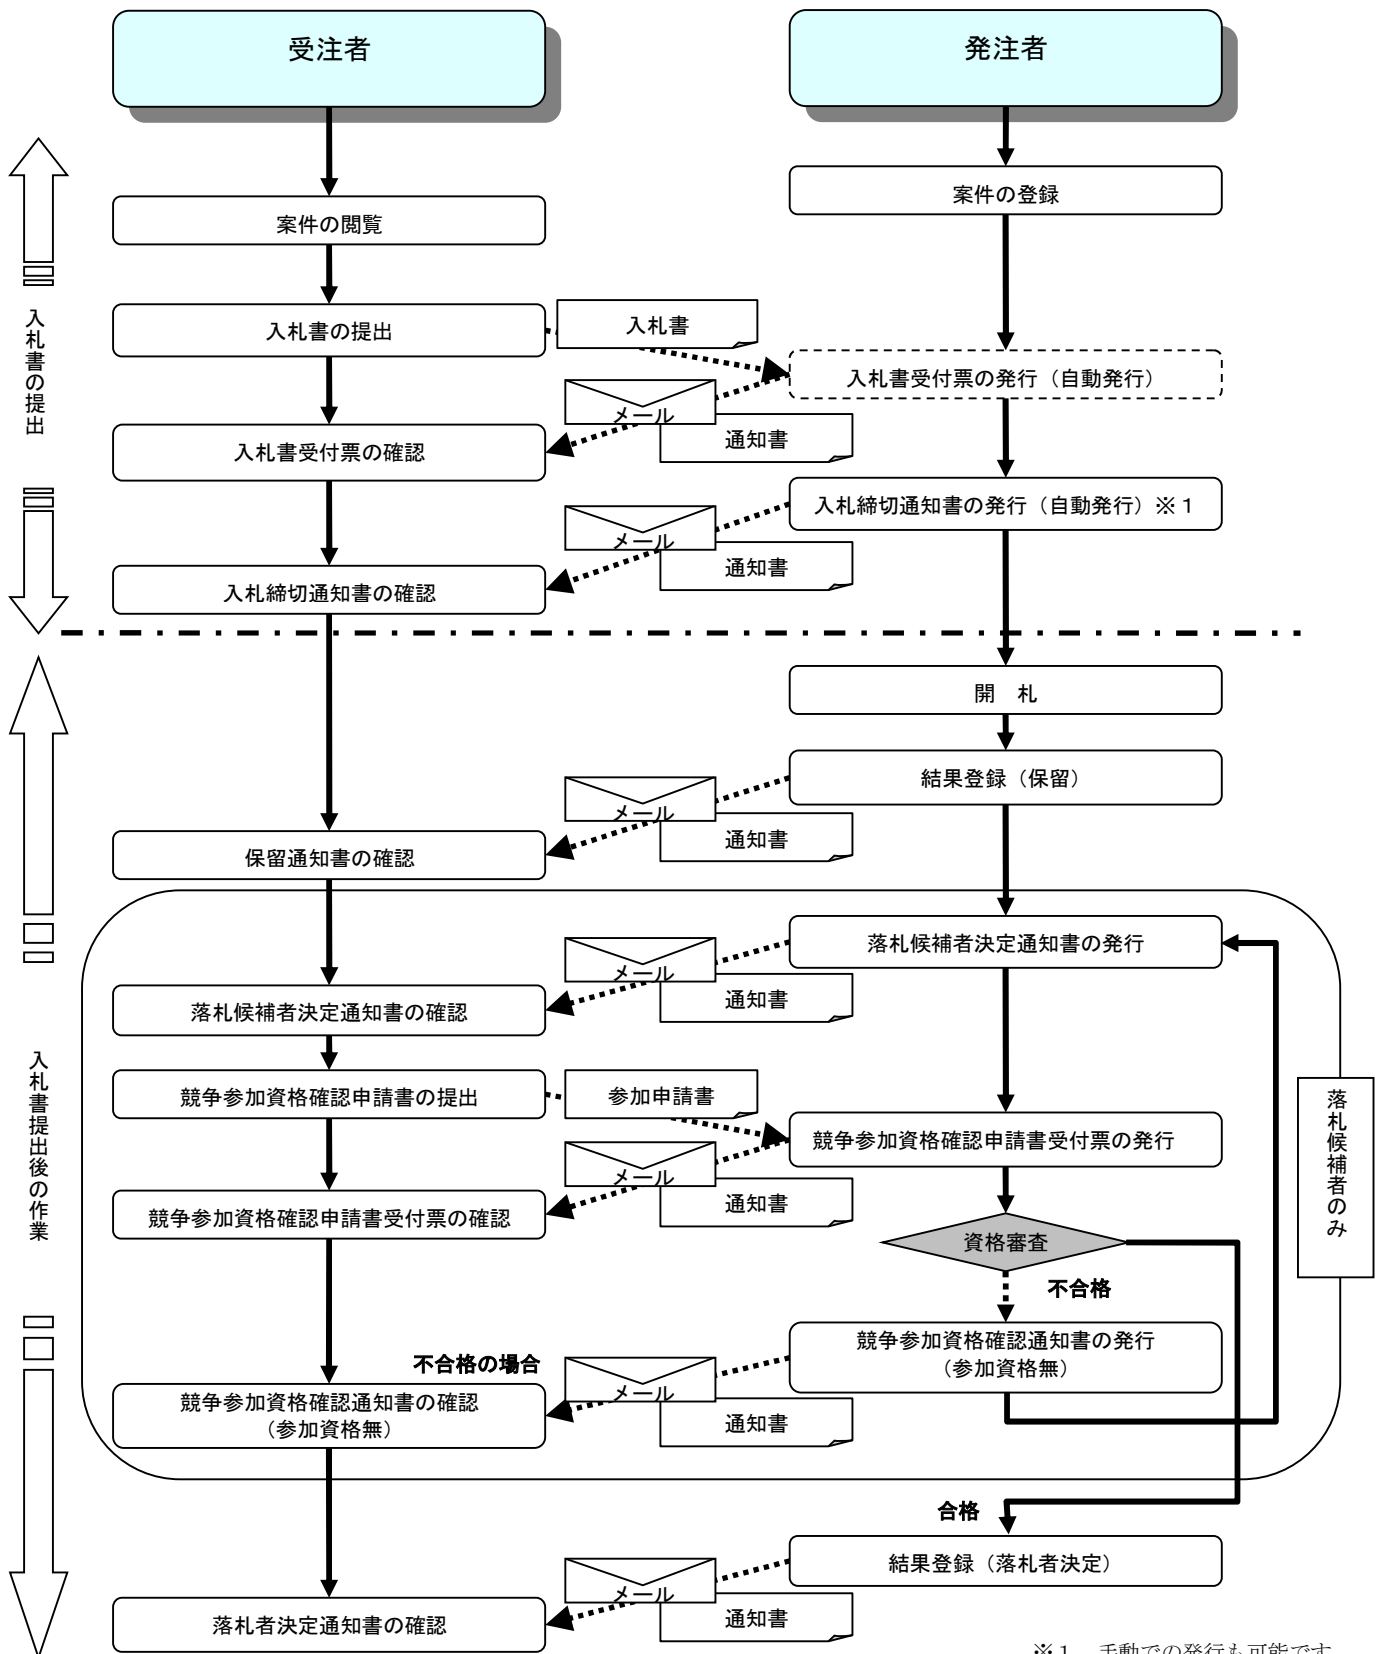 受注者
発注者
案件の登録
案件の閲覧
入札書の提出
入札書
入札書受付票の発行（自動発行）
メール
通知書
入札書受付票の確認
入札書の提出
入札締切通知書の発行（自動発行）※１
メール
通知書
入札締切通知書の確認
開　札
結果登録（保留）
メール
通知書
保留通知書の確認
落札候補者決定通知書の発行
メール
通知書
落札候補者決定通知書の確認
競争参加資格確認申請書の提出
参加申請書
競争参加資格確認申請書受付票の発行
メール
通知書
競争参加資格確認申請書受付票の確認
入札書提出後の作業
落札候補者のみ
資格審査
不合格
競争参加資格確認通知書の発行
（参加資格無）
不合格の場合
メール
通知書
競争参加資格確認通知書の確認
（参加資格無）
合格
結果登録（落札者決定）
メール
通知書
落札者決定通知書の確認
※１　手動での発行も可能です